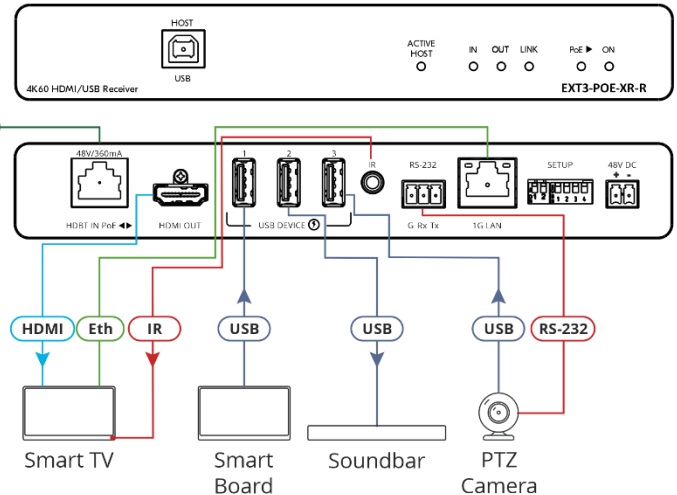 HOST
USB
ACTIVE
HOST
IN OUT LINK PoE ▶ ON
4K60 HDMI/USB Receiver
EXT3-POE-XR-R
48V/360mA
1 2 3
IR
RS-232
SETUP
48V DC
+ -
1 2 1 2 3 4
HDBT IN PoE ◀▶
HDMI OUT
USB DEVICE
G Rx Tx
1G LAN
HDMI
Eth
IR
USB
USB
USB
RS-232
Smart TV
Smart
Board
Soundbar
PTZ
Camera